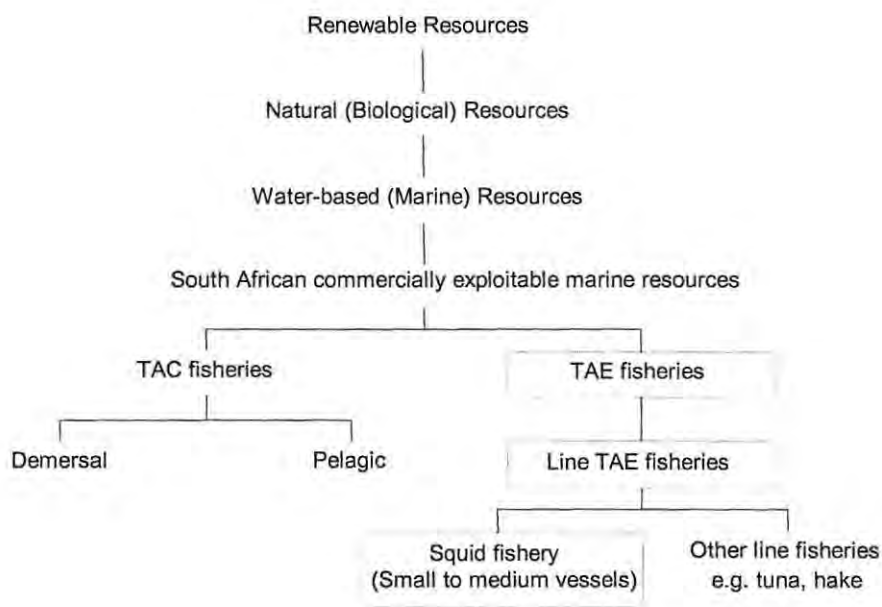 Renewable Resources
Natural (Biological) Resources
Water-based (Marine) Resources
South African commercially exploitable marine resources
TAC fisheries
TAE fisheries
Demersal
Pelagic
Line TAE fisheries
Squid fishery
(Small to medium vessels)
Other line fisheries
e.g. tuna, hake